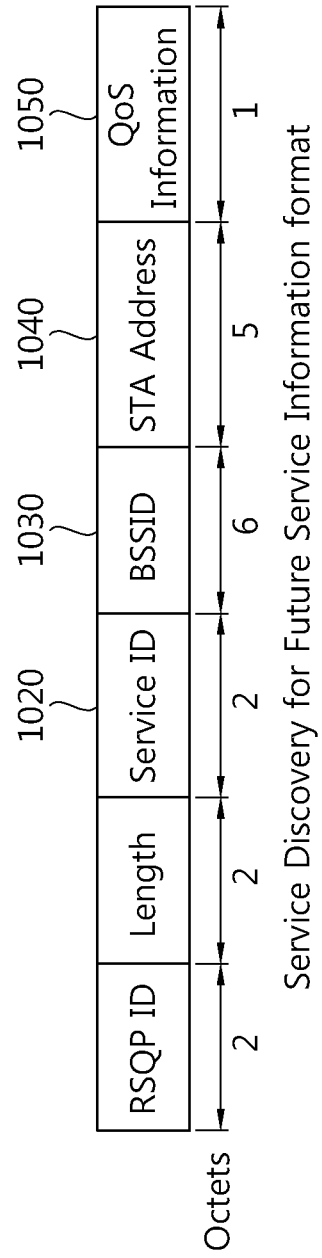 1020 1030 1040 1050
RSQP ID Length Service ID BSSID STA Address QoS
Information
Octets 2 2 2 6 5 1
Service Discovery for Future Service Information format